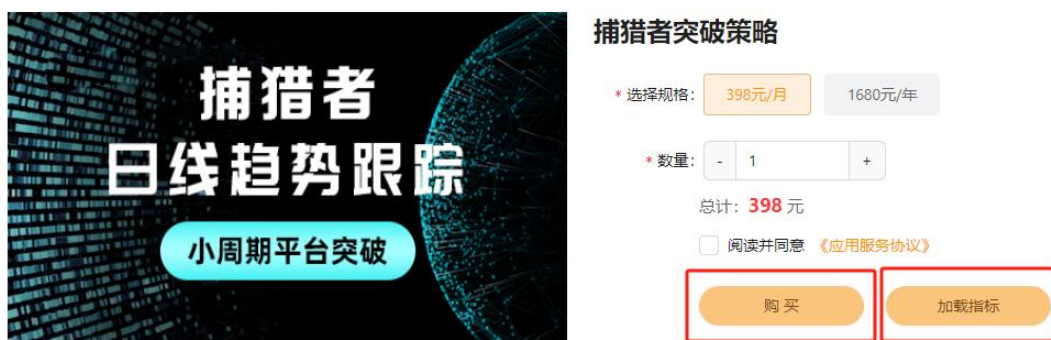 捕猎者
日线趋势跟踪
小周期平台突破
捕猎者突破策略
* 选择规格： 398元/月 1680元/年
* 数量： - 1 +
总计：398 元
阅读并同意 《应用服务协议》
购 买 加载指标